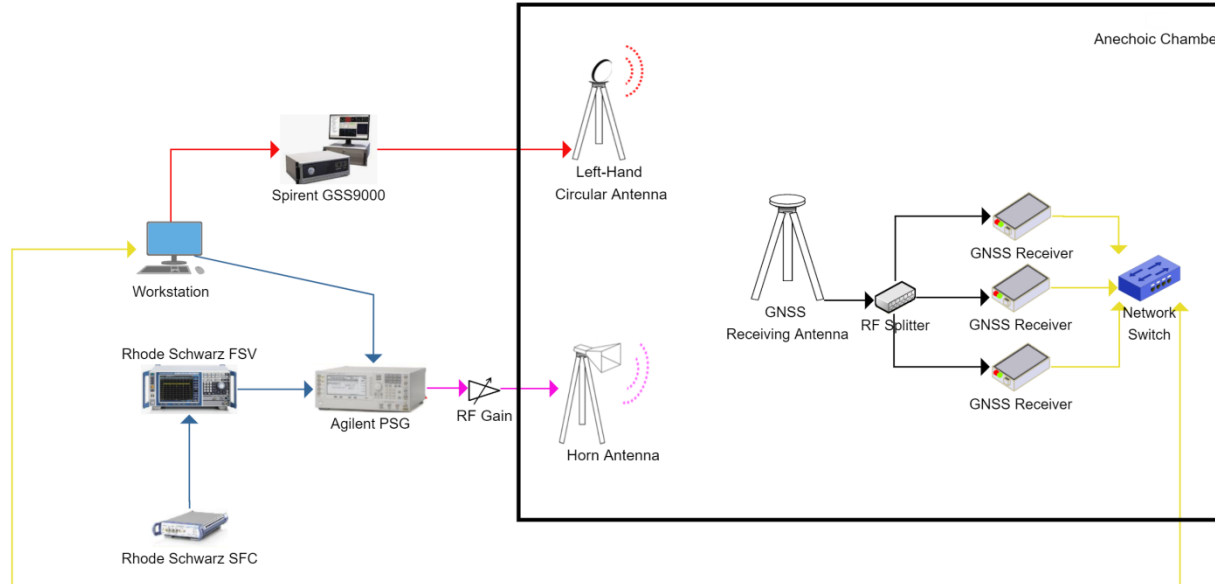 Anechoic Chambe
Spirent GSS9000
Left-Hand
Circular Antenna
Workstation
GNSS
Receiving Antenna
RF Splitter
GNSS Receiver
GNSS Receiver
GNSS Receiver
Network
Switch
Rhode Schwarz FSV
Agilent PSG
RF Gain
Horn Antenna
Rhode Schwarz SFC